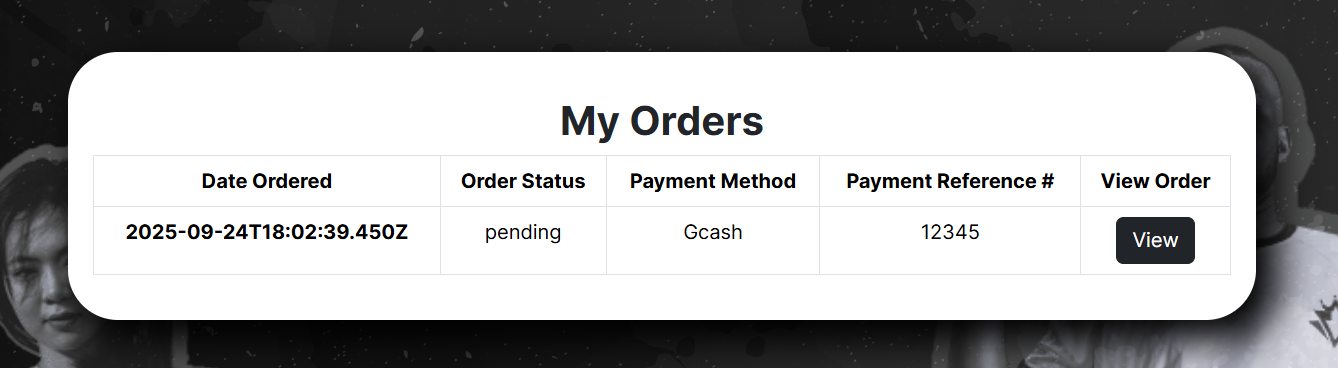 My Orders
Date Ordered Order Status Payment Method Payment Reference # View Order
2025-09-24T18:02:39.450Z pending Gcash 12345 View